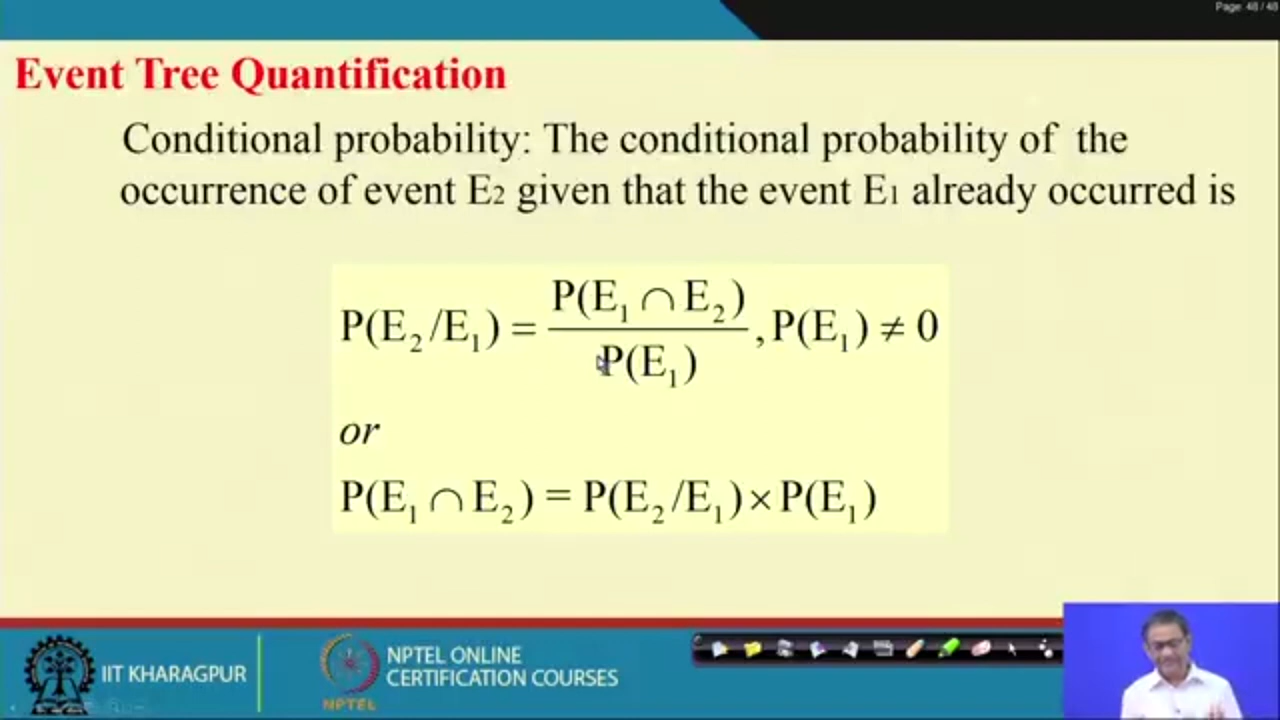 Page: 48 / 48
Event Tree Quantification
Conditional probability: The conditional probability of the
occurrence of event E₂ given that the event E₁ already occurred is
P(E₂/E₁) = P(E₁ ∩ E₂) / P(E₁) , P(E₁) ≠ 0
or
P(E₁ ∩ E₂) = P(E₂/E₁) × P(E₁)
IIT KHARAGPUR
NPTEL
NPTEL ONLINE
CERTIFICATION COURSES